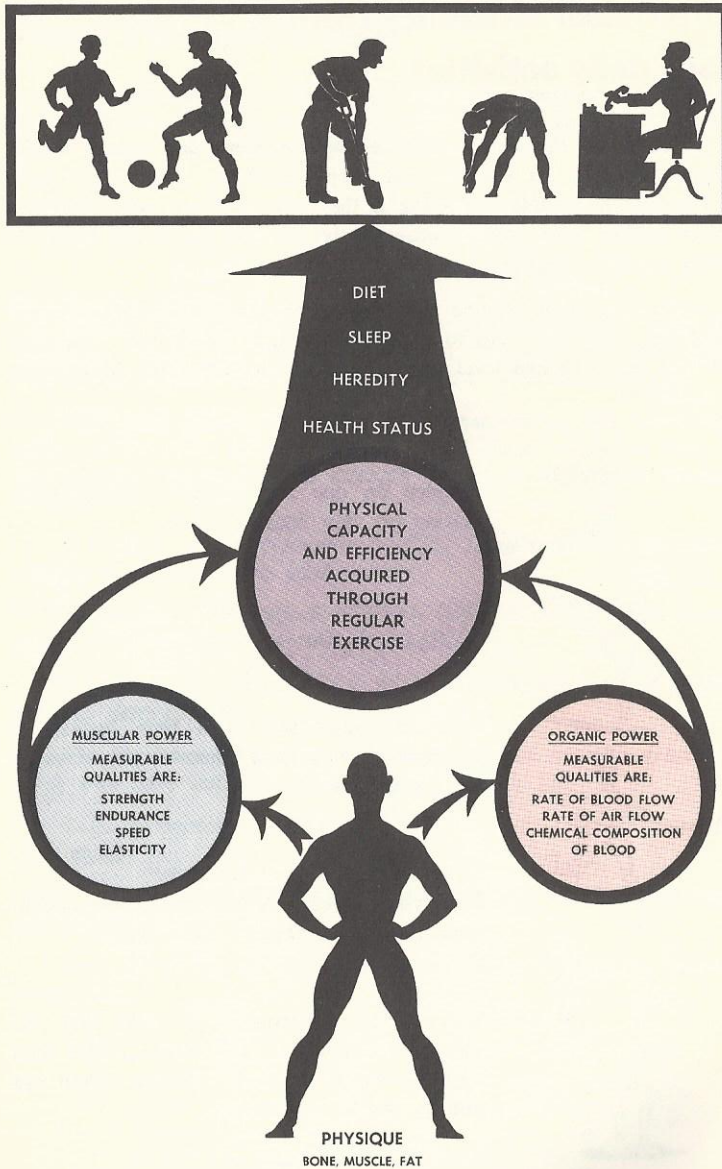 DIET
SLEEP
HEREDITY
HEALTH STATUS
PHYSICAL
CAPACITY
AND EFFICIENCY
ACQUIRED
THROUGH
REGULAR
EXERCISE
MUSCULAR POWER
MEASURABLE
QUALITIES ARE:
STRENGTH
ENDURANCE
SPEED
ELASTICITY
ORGANIC POWER
MEASURABLE
QUALITIES ARE:
RATE OF BLOOD FLOW
RATE OF AIR FLOW
CHEMICAL COMPOSITION
OF BLOOD
PHYSIQUE
BONE, MUSCLE, FAT